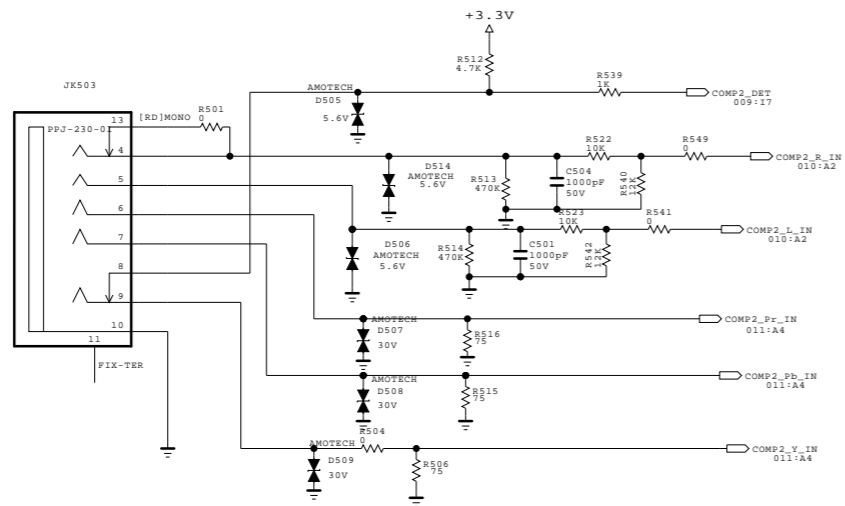 +3.3V
R512
4.7K
JK503
R539
1K
AMOTECH
COMP2_DET
009:I7
D505
5.6V
R501
0
13
[RD]MONO
PPJ-230-01
4
R522
10K
R549
0
COMP2_R_IN
010:A2
D514
AMOTECH
5.6V
R513
470K
C504
1000pF
50V
R540
12K
5
6
R523
10K
R541
0
COMP2_L_IN
010:A2
7
D506
AMOTECH
5.6V
R514
470K
C501
1000pF
50V
R542
12K
8
9
10
AMOTECH
COMP2_Pr_IN
011:A4
D507
30V
R516
75
11
FIX-TER
AMOTECH
COMP2_Pb_IN
011:A4
D508
30V
R515
75
R504
0
AMOTECH
COMP2_Y_IN
011:A4
D509
30V
R506
75